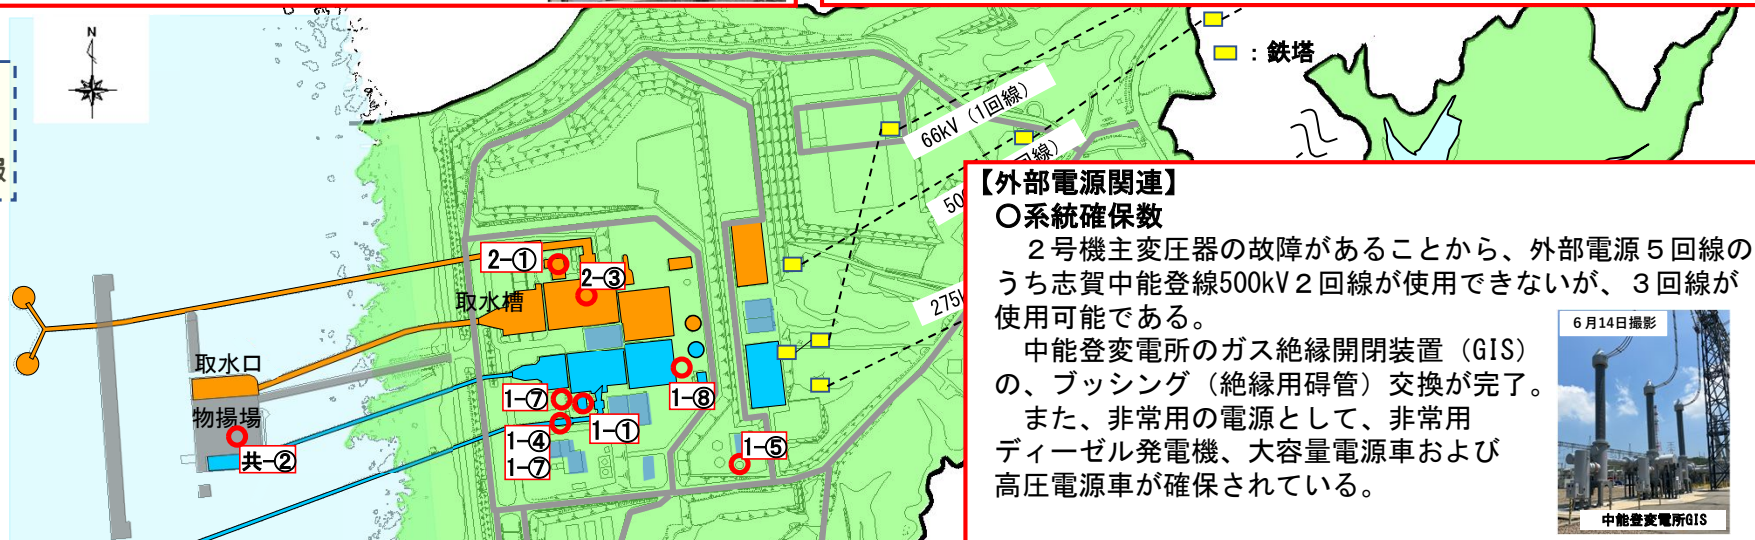 N
：鉄塔
66kV（1回線）
回線）
50
275
取水槽
取水口
物揚場
2-①
2-③
1-⑦
1-①
1-④
1-⑦
1-⑧
1-⑤
共-②
【外部電源関連】
〇系統確保数
２号機主変圧器の故障があることから、外部電源５回線の
うち志賀中能登線500kV２回線が使用できないが、３回線が
使用可能である。
中能登変電所のガス絶縁開閉装置（GIS）
の、ブッシング（絶縁用碍管）交換が完了。
また、非常用の電源として、非常用
ディーゼル発電機、大容量電源車および
高圧電源車が確保されている。
６月14日撮影
中能登変電所GIS